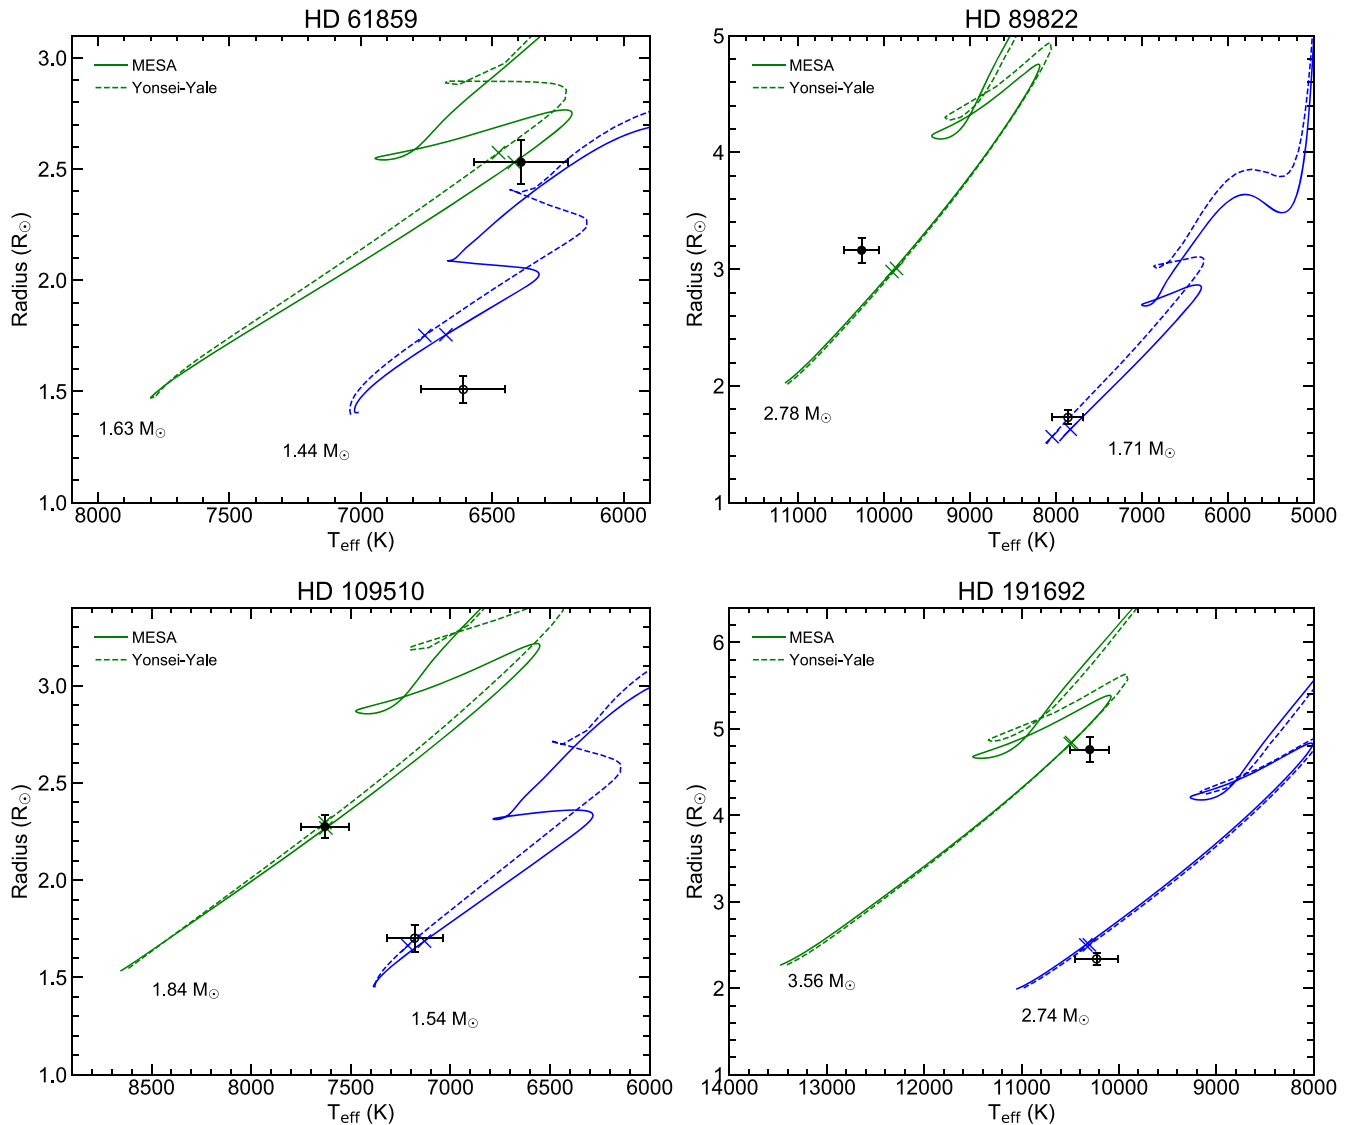 HD 61859
MESA
Yonsei-Yale
3.0
2.5
2.0
1.5
1.0
Radius (R☉)
1.63 M☉
1.44 M☉
8000 7500 7000 6500 6000
T_eff (K)
HD 89822
MESA
Yonsei-Yale
5
4
3
2
1
Radius (R☉)
2.78 M☉
1.71 M☉
11000 10000 9000 8000 7000 6000 5000
T_eff (K)
HD 109510
MESA
Yonsei-Yale
3.0
2.5
2.0
1.5
1.0
Radius (R☉)
1.84 M☉
1.54 M☉
8500 8000 7500 7000 6500 6000
T_eff (K)
HD 191692
MESA
Yonsei-Yale
6
5
4
3
2
Radius (R☉)
3.56 M☉
2.74 M☉
14000 13000 12000 11000 10000 9000 8000
T_eff (K)